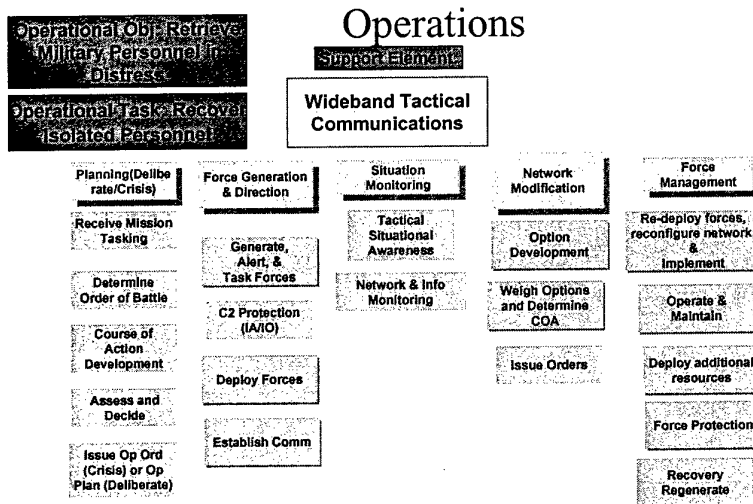 Operations
Operational Obj: Retrieve
Military Personnel in
Distress
Operational Task: Recover
Isolated Personnel
Support Element:
Wideband Tactical
Communications
Planning(Delibe
rate/Crisis)
Receive Mission
Tasking
Determine
Order of Battle
Course of
Action
Development
Assess and
Decide
Issue Op Ord
(Crisis) or Op
Plan (Deliberate)
Force Generation
& Direction
Generate,
Alert, &
Task Forces
C2 Protection
(IA/IO)
Deploy Forces
Establish Comm
Situation
Monitoring
Tactical
Situational
Awareness
Network & Info
Monitoring
Network
Modification
Option
Development
Weigh Options
and Determine
COA
Issue Orders
Force
Management
Re-deploy forces,
reconfigure network
&
Implement
Operate &
Maintain
Deploy additional
resources
Force Protection
Recovery
Regenerate